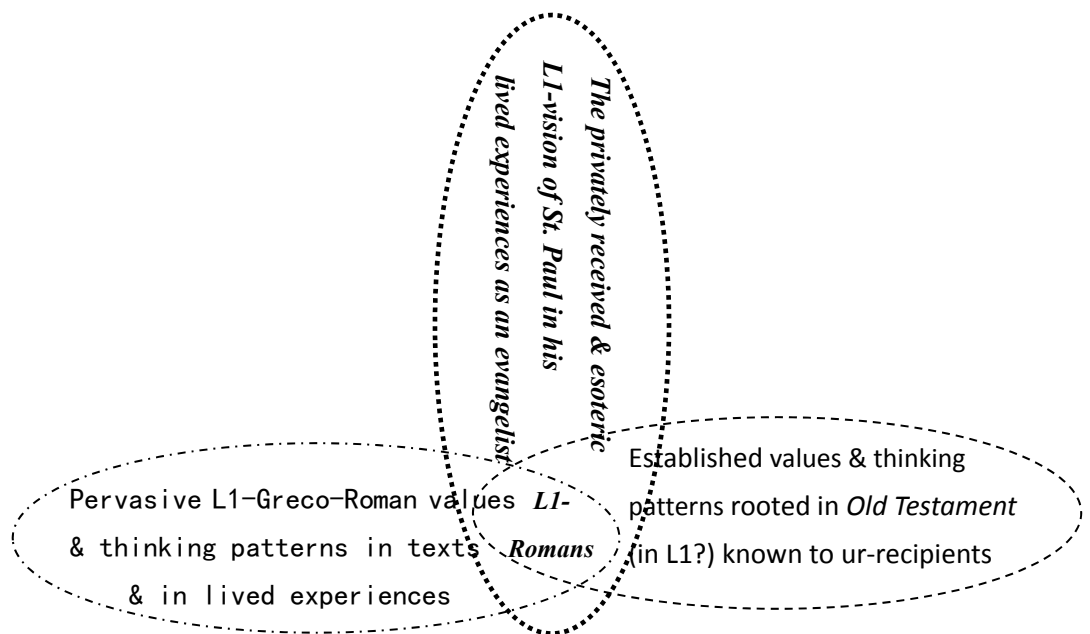 The privately received & esoteric
L1-vision of St. Paul in his
lived experiences as an evangelist
Pervasive L1-Greco-Roman values
& thinking patterns in texts
& in lived experiences
L1-
Romans
Established values & thinking
patterns rooted in Old Testament
(in L1?) known to ur-recipients